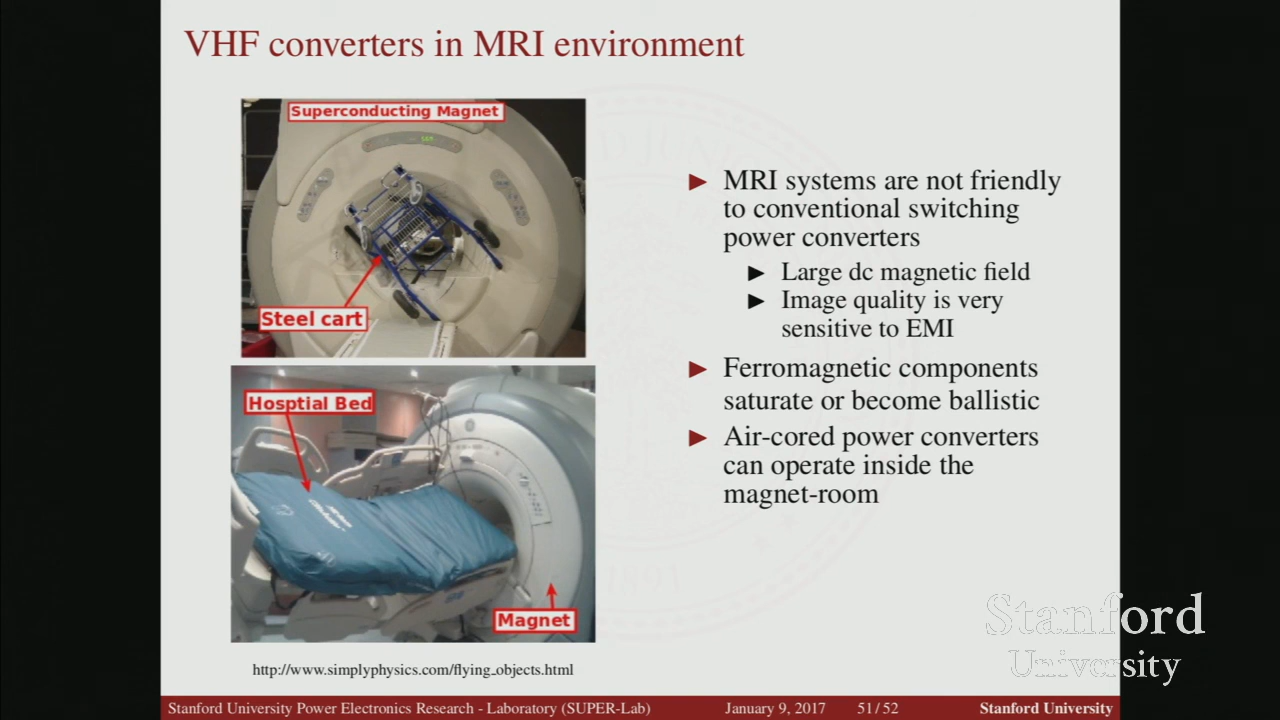 VHF converters in MRI environment
Superconducting Magnet
Steel cart
Hosptial Bed
Magnet
http://www.simplyphysics.com/flying_objects.html
► MRI systems are not friendly
to conventional switching
power converters
► Large dc magnetic field
► Image quality is very
sensitive to EMI
► Ferromagnetic components
saturate or become ballistic
► Air-cored power converters
can operate inside the
magnet-room
Stanford
University
Stanford University Power Electronics Research - Laboratory (SUPER-Lab) January 9, 2017 51/52 Stanford University